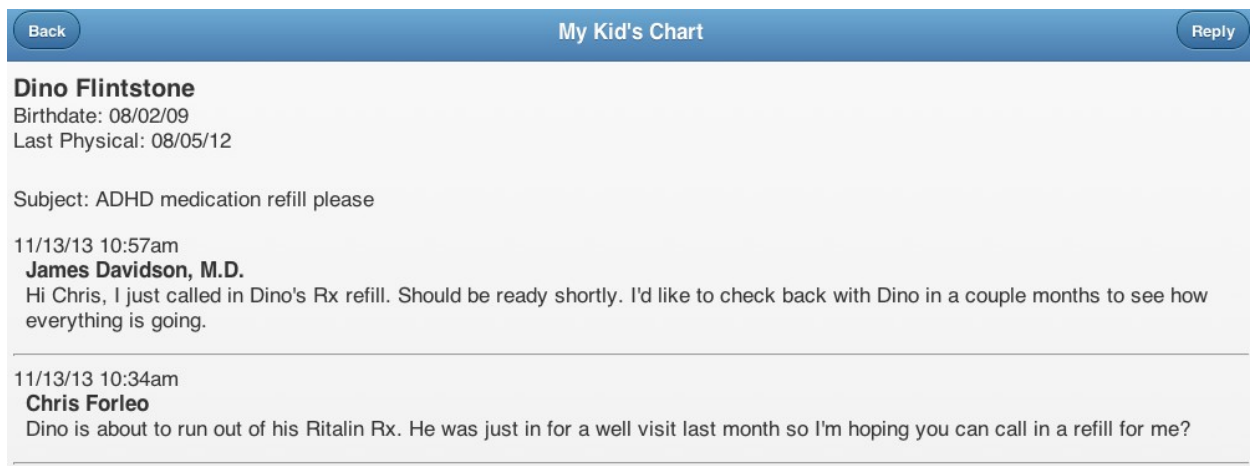 Back
My Kid's Chart
Reply
Dino Flintstone
Birthdate: 08/02/09
Last Physical: 08/05/12
Subject: ADHD medication refill please
11/13/13 10:57am
James Davidson, M.D.
Hi Chris, I just called in Dino's Rx refill. Should be ready shortly. I'd like to check back with Dino in a couple months to see how
everything is going.
11/13/13 10:34am
Chris Forleo
Dino is about to run out of his Ritalin Rx. He was just in for a well visit last month so I'm hoping you can call in a refill for me?